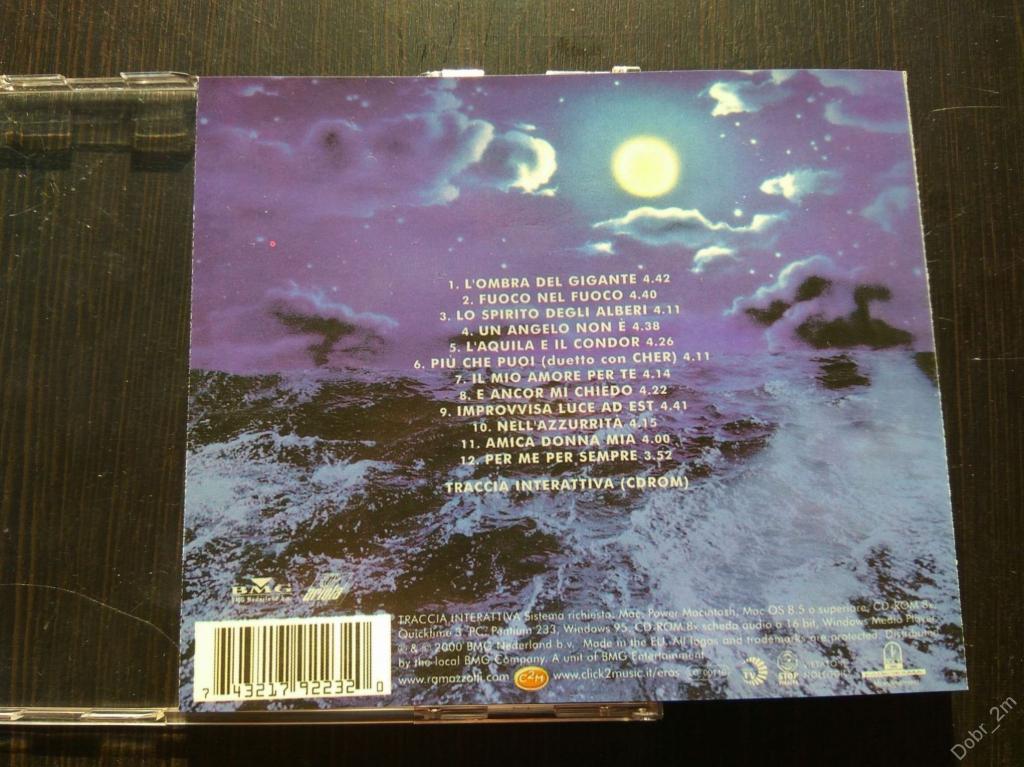 1. L'OMBRA DEL GIGANTE 4.42
2. FUOCO NEL FUOCO 4.40
3. LO SPIRITO DEGLI ALBERI 4.11
4. UN ANGELO NON È 4.38
5. L'AQUILA E IL CONDOR 4.26
6. PIÙ CHE PUOI (duetto con CHER) 4.11
7. IL MIO AMORE PER TE 4.14
8. E ANCOR MI CHIEDO 4.22
9. IMPROVVISA LUCE AD EST 4.41
10. NELL'AZZURRITÀ 4.15
11. AMICA DONNA MIA 4.00
12. PER ME PER SEMPRE 3.52
TRACCIA INTERATTIVA (CDROM)
BMG
ariola
TRACCIA INTERATTIVA Sistema richiesto: Mac, Power Macintosh, Mac OS 8.5 o superiore, CD-ROM 8x,
Quicktime 3 PC, Pentium 233, Windows 95, CD-ROM 8x scheda audio a 16 bit, Windows Media Player
℗ & © 2000 BMG Nederland b.v. Made in the EU. All logos and trademarks are protected. Distributed
by the local BMG Company. A unit of BMG Entertainment
www.rgmazzolli.com C2M www.click2music.it/eros
STOP
VIETATO
NOLEGGIO
7 43217 92232 0
Dobr_2m